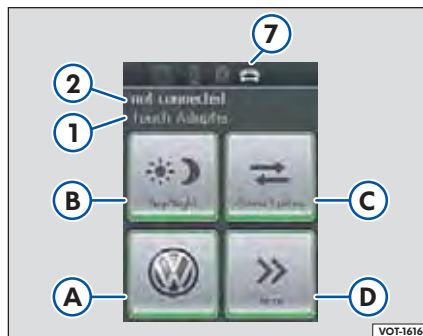 7
2
not connected
1
Touch Adapter
B
C
Day/Night
A
D
VOT-1616